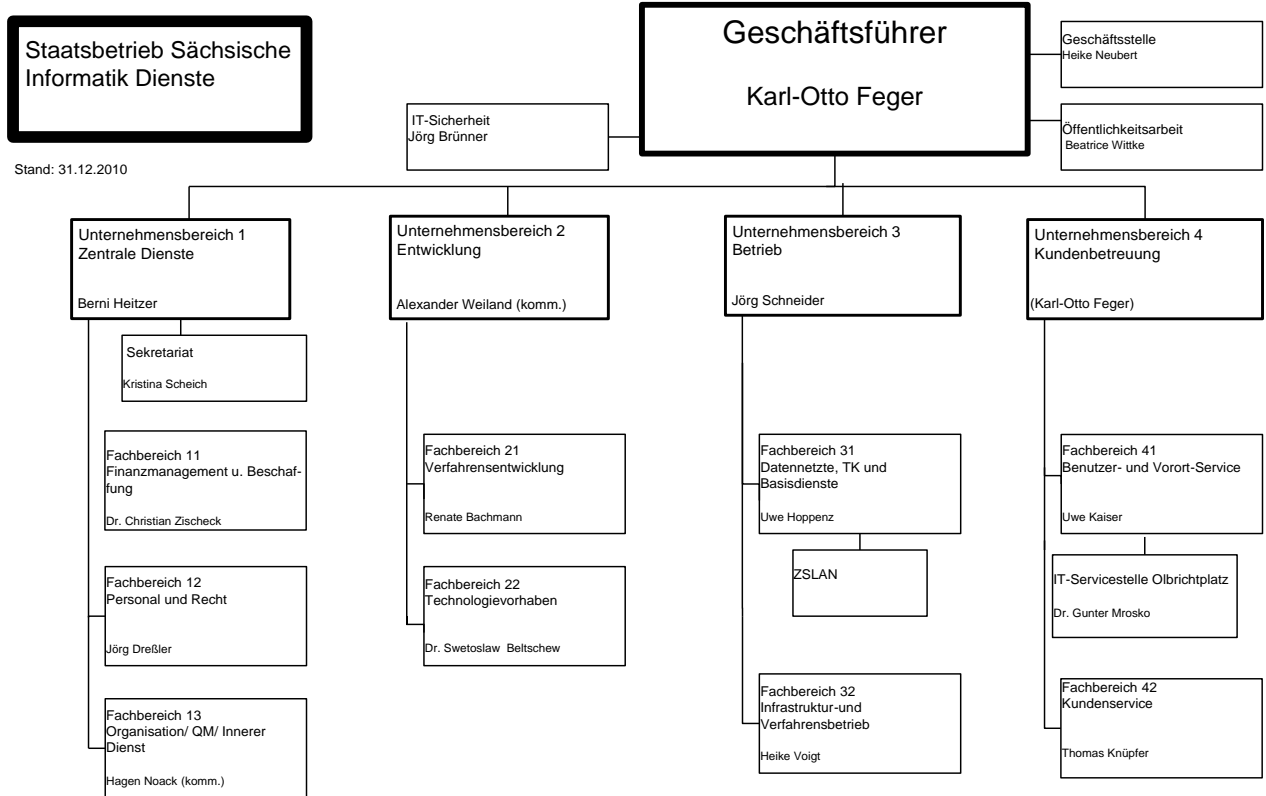 Staatsbetrieb Sächsische
Informatik Dienste
Stand: 31.12.2010
Geschäftsführer
Karl-Otto Feger
IT-Sicherheit
Jörg Brünner
Geschäftsstelle
Heike Neubert
Öffentlichkeitsarbeit
Beatrice Wittke
Unternehmensbereich 1
Zentrale Dienste
Berni Heitzer
Sekretariat
Kristina Scheich
Fachbereich 11
Finanzmanagement u. Beschaf-
fung
Dr. Christian Zischeck
Fachbereich 12
Personal und Recht
Jörg Dreßler
Fachbereich 13
Organisation/ QM/ Innerer
Dienst
Hagen Noack (komm.)
Unternehmensbereich 2
Entwicklung
Alexander Weiland (komm.)
Fachbereich 21
Verfahrensentwicklung
Renate Bachmann
Fachbereich 22
Technologievorhaben
Dr. Swetoslaw Beltschew
Unternehmensbereich 3
Betrieb
Jörg Schneider
Fachbereich 31
Datennetzte, TK und
Basisdienste
Uwe Hoppenz
ZSLAN
Fachbereich 32
Infrastruktur-und
Verfahrensbetrieb
Heike Voigt
Unternehmensbereich 4
Kundenbetreuung
(Karl-Otto Feger)
Fachbereich 41
Benutzer- und Vorort-Service
Uwe Kaiser
IT-Servicestelle Olbrichtplatz
Dr. Gunter Mrosko
Fachbereich 42
Kundenservice
Thomas Knüpfer